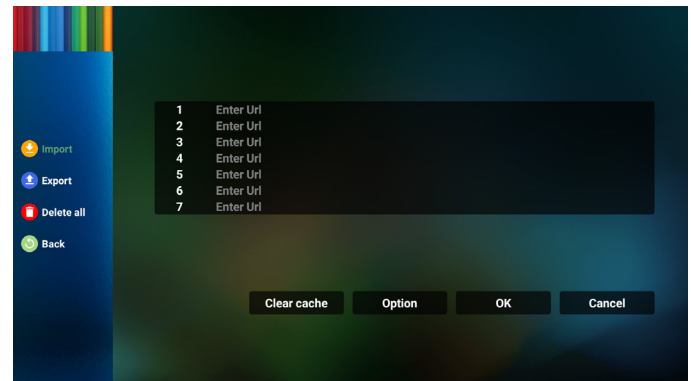 1 Enter Url
2 Enter Url
3 Enter Url
4 Enter Url
5 Enter Url
6 Enter Url
7 Enter Url
Import
Export
Delete all
Back
Clear cache Option OK Cancel